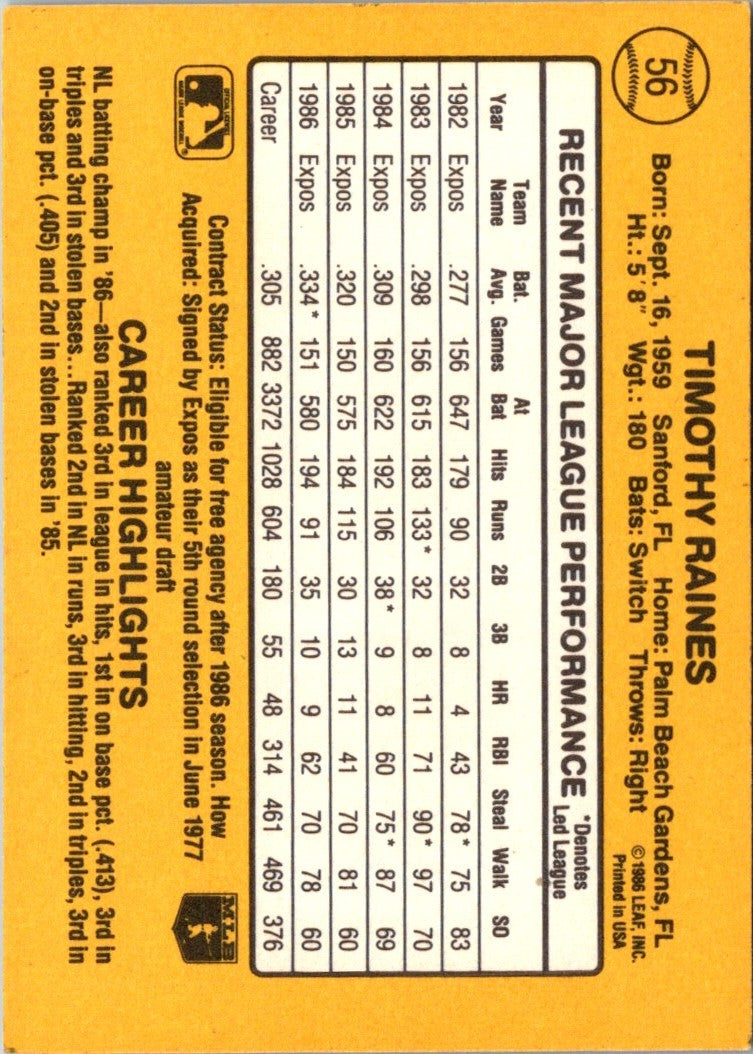 56
TIMOTHY RAINES
Born: Sept. 16, 1959 Sanford, FL Home: Palm Beach Gardens, FL
Ht.: 5'8" Wgt.: 180 Bats: Switch Throws: Right
©1986 LEAF, INC.
Printed in USA
RECENT MAJOR LEAGUE PERFORMANCE *Denotes Led League
Year Team Name Bat. Avg. Games At Bat Hits Runs 2B 3B HR RBI Steal Walk SO
1982 Expos .277 156 647 179 90 32 8 4 43 78* 75 83
1983 Expos .298 156 615 183 133* 32 8 11 71 90* 97 70
1984 Expos .309 160 622 192 106 38* 9 8 60 75* 87 69
1985 Expos .320 150 575 184 115 30 13 11 41 70 81 60
1986 Expos .334* 151 580 194 91 35 10 9 62 70 78 60
Career .305 882 3372 1028 604 180 55 48 314 461 469 376
Contract Status: Eligible for free agency after 1986 season. How
Acquired: Signed by Expos as their 5th round selection in June 1977
amateur draft
MLB
CAREER HIGHLIGHTS
NL batting champ in '86—also ranked 3rd in league in hits, 1st in on base pct. (.413), 3rd in
triples and 3rd in stolen bases...Ranked 2nd in NL in runs, 3rd in hitting, 2nd in triples, 3rd in
on-base pct. (.405) and 2nd in stolen bases in '85.